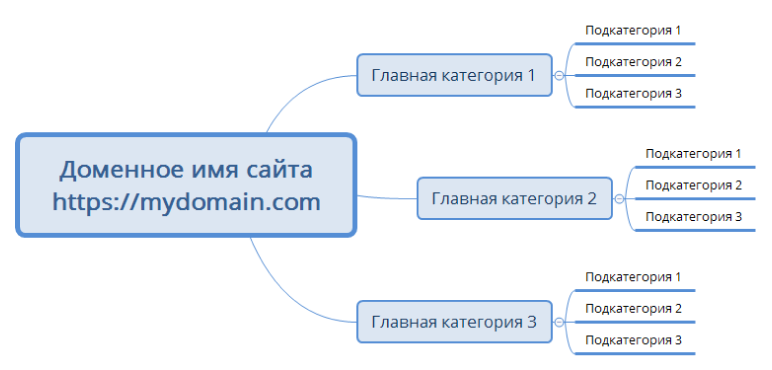 Доменное имя сайта
https://mydomain.com
Главная категория 1
Подкатегория 1
Подкатегория 2
Подкатегория 3
Главная категория 2
Подкатегория 1
Подкатегория 2
Подкатегория 3
Главная категория 3
Подкатегория 1
Подкатегория 2
Подкатегория 3